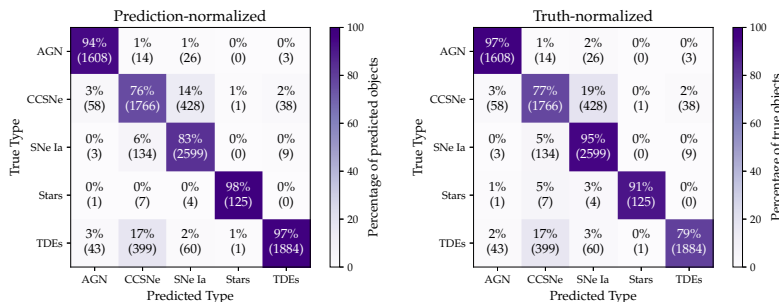 Prediction-normalized
AGN
CCSNe
SNe Ia
Stars
TDEs
True Type
94% 1% 1% 0% 0%
(1608) (14) (26) (0) (3)
3% 76% 14% 1% 2%
(58) (1766) (428) (1) (38)
0% 6% 83% 0% 0%
(3) (134) (2599) (0) (9)
0% 0% 0% 98% 0%
(1) (7) (4) (125) (0)
3% 17% 2% 1% 97%
(43) (399) (60) (1) (1884)
AGN CCSNe SNe Ia Stars TDEs
Predicted Type
100
80
60
40
20
0
Percentage of predicted objects
Truth-normalized
AGN
CCSNe
SNe Ia
Stars
TDEs
True Type
97% 1% 2% 0% 0%
(1608) (14) (26) (0) (3)
3% 77% 19% 0% 2%
(58) (1766) (428) (1) (38)
0% 5% 95% 0% 0%
(3) (134) (2599) (0) (9)
1% 5% 3% 91% 0%
(1) (7) (4) (125) (0)
2% 17% 3% 0% 79%
(43) (399) (60) (1) (1884)
AGN CCSNe SNe Ia Stars TDEs
Predicted Type
100
80
60
40
20
0
Percentage of true objects